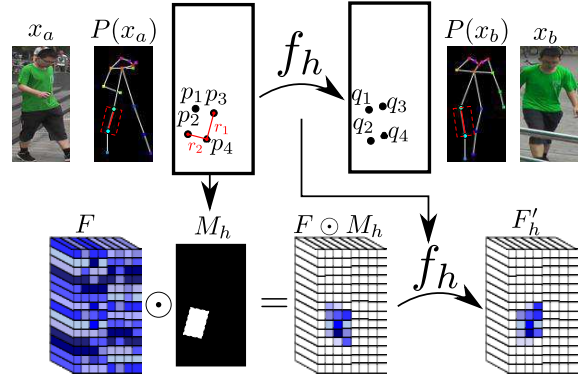 x_a P(x_a) P(x_b) x_b
f_h
p_1 p_3
p_2
r_1
r_2 p_4
q_1 q_3
q_2 q_4
F M_h F ⊙ M_h F'_h
⊙ = f_h